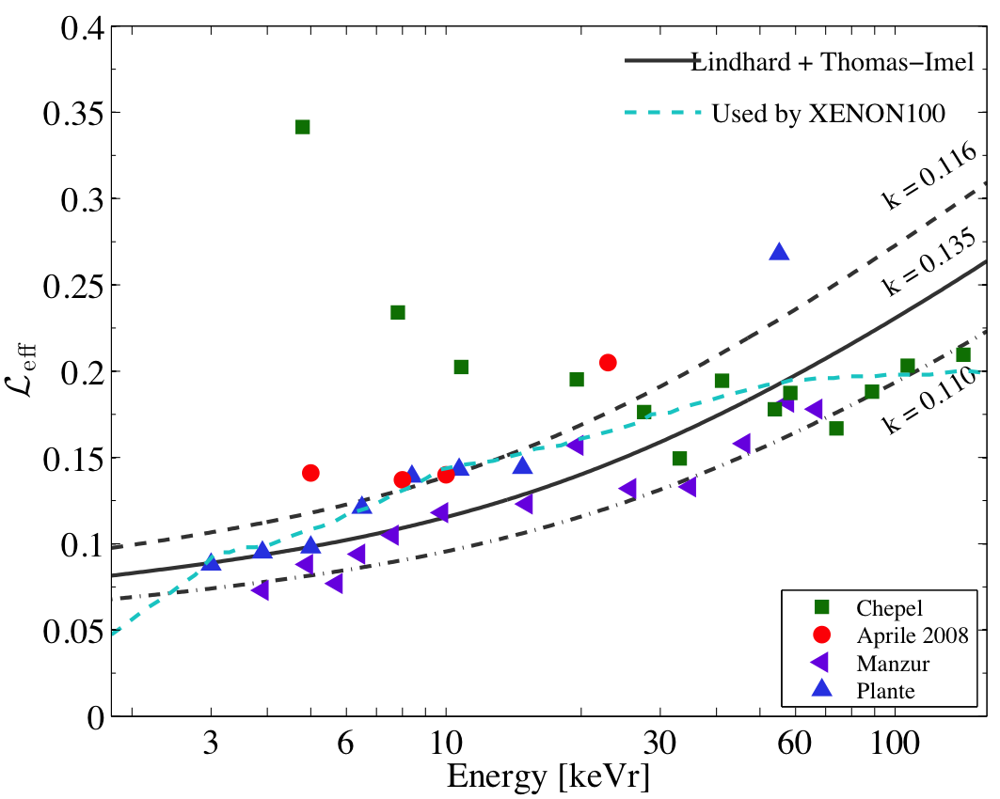 0.4
Lindhard + Thomas−Imel
0.35
Used by XENON100
k = 0.116
0.3
k = 0.135
0.25
ℒeff
0.2
k = 0.110
0.15
0.1
Chepel
0.05
Aprile 2008
Manzur
Plante
0
3 6 10 30 60 100
Energy [keVr]